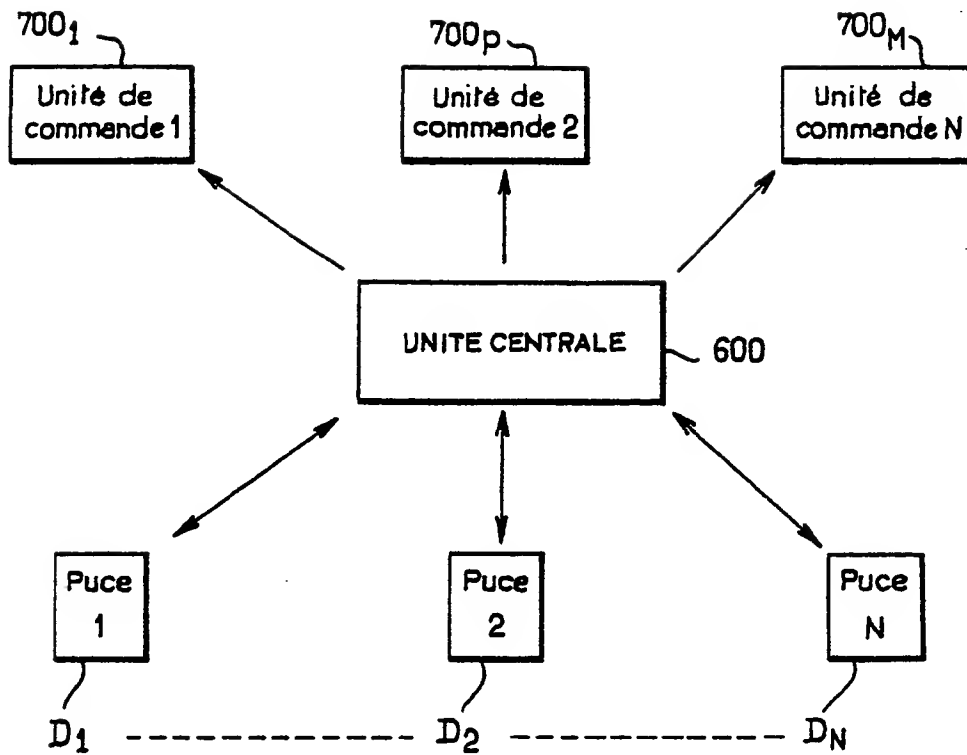 700₁
700p
700M
Unité de
commande 1
Unité de
commande 2
Unité de
commande N
UNITE CENTRALE
600
Puce
1
Puce
2
Puce
N
D₁ D₂ DN